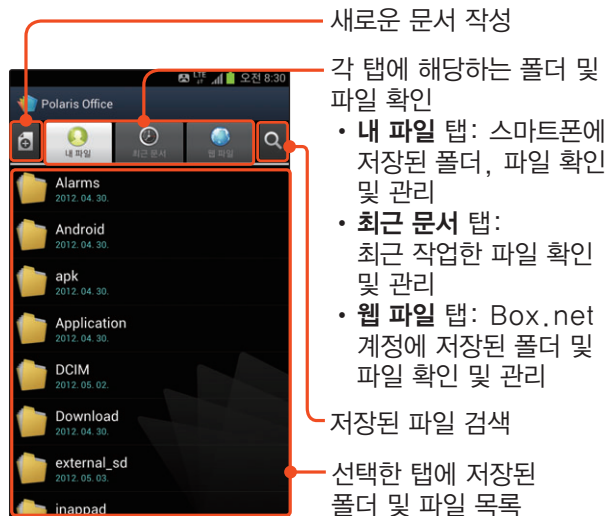 새로운 문서 작성
각 탭에 해당하는 폴더 및
파일 확인
• 내 파일 탭: 스마트폰에
저장된 폴더, 파일 확인
및 관리
• 최근 문서 탭:
최근 작업한 파일 확인
및 관리
• 웹 파일 탭: Box.net
계정에 저장된 폴더 및
파일 확인 및 관리
저장된 파일 검색
선택한 탭에 저장된
폴더 및 파일 목록
LTE 오전 8:30
Polaris Office
내 파일 최근 문서 웹 파일
Alarms
2012. 04. 30.
Android
2012. 04. 30.
apk
2012. 04. 30.
Application
2012. 04. 30.
DCIM
2012. 05. 02.
Download
2012. 04. 30.
external_sd
2012. 05. 03.
inappad